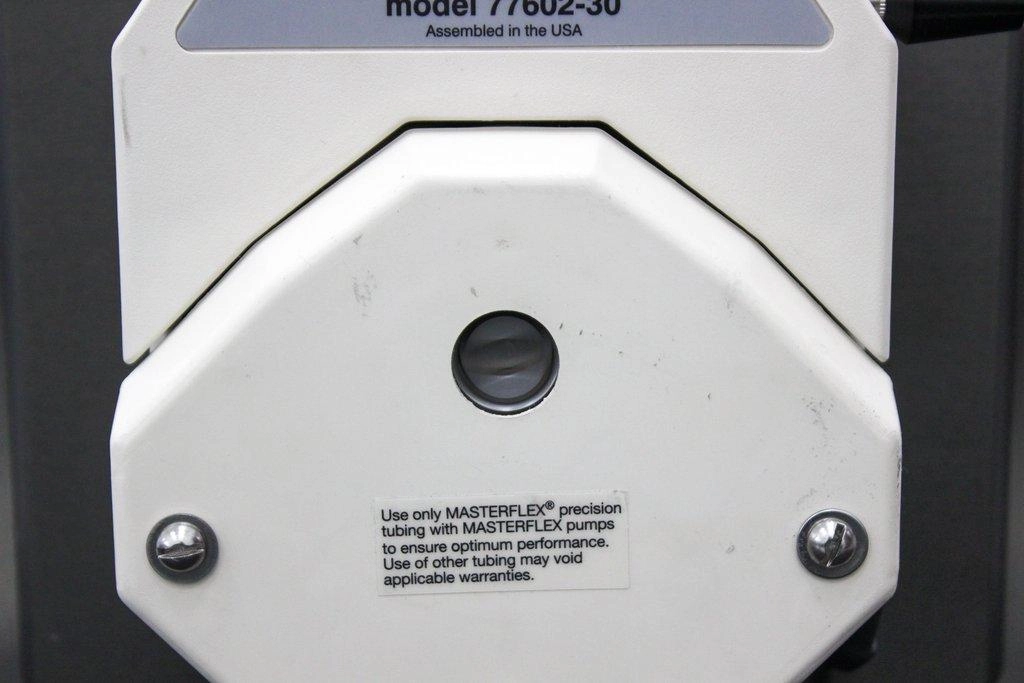 model 77602-30
Assembled in the USA
Use only MASTERFLEX® precision
tubing with MASTERFLEX pumps
to ensure optimum performance.
Use of other tubing may void
applicable warranties.